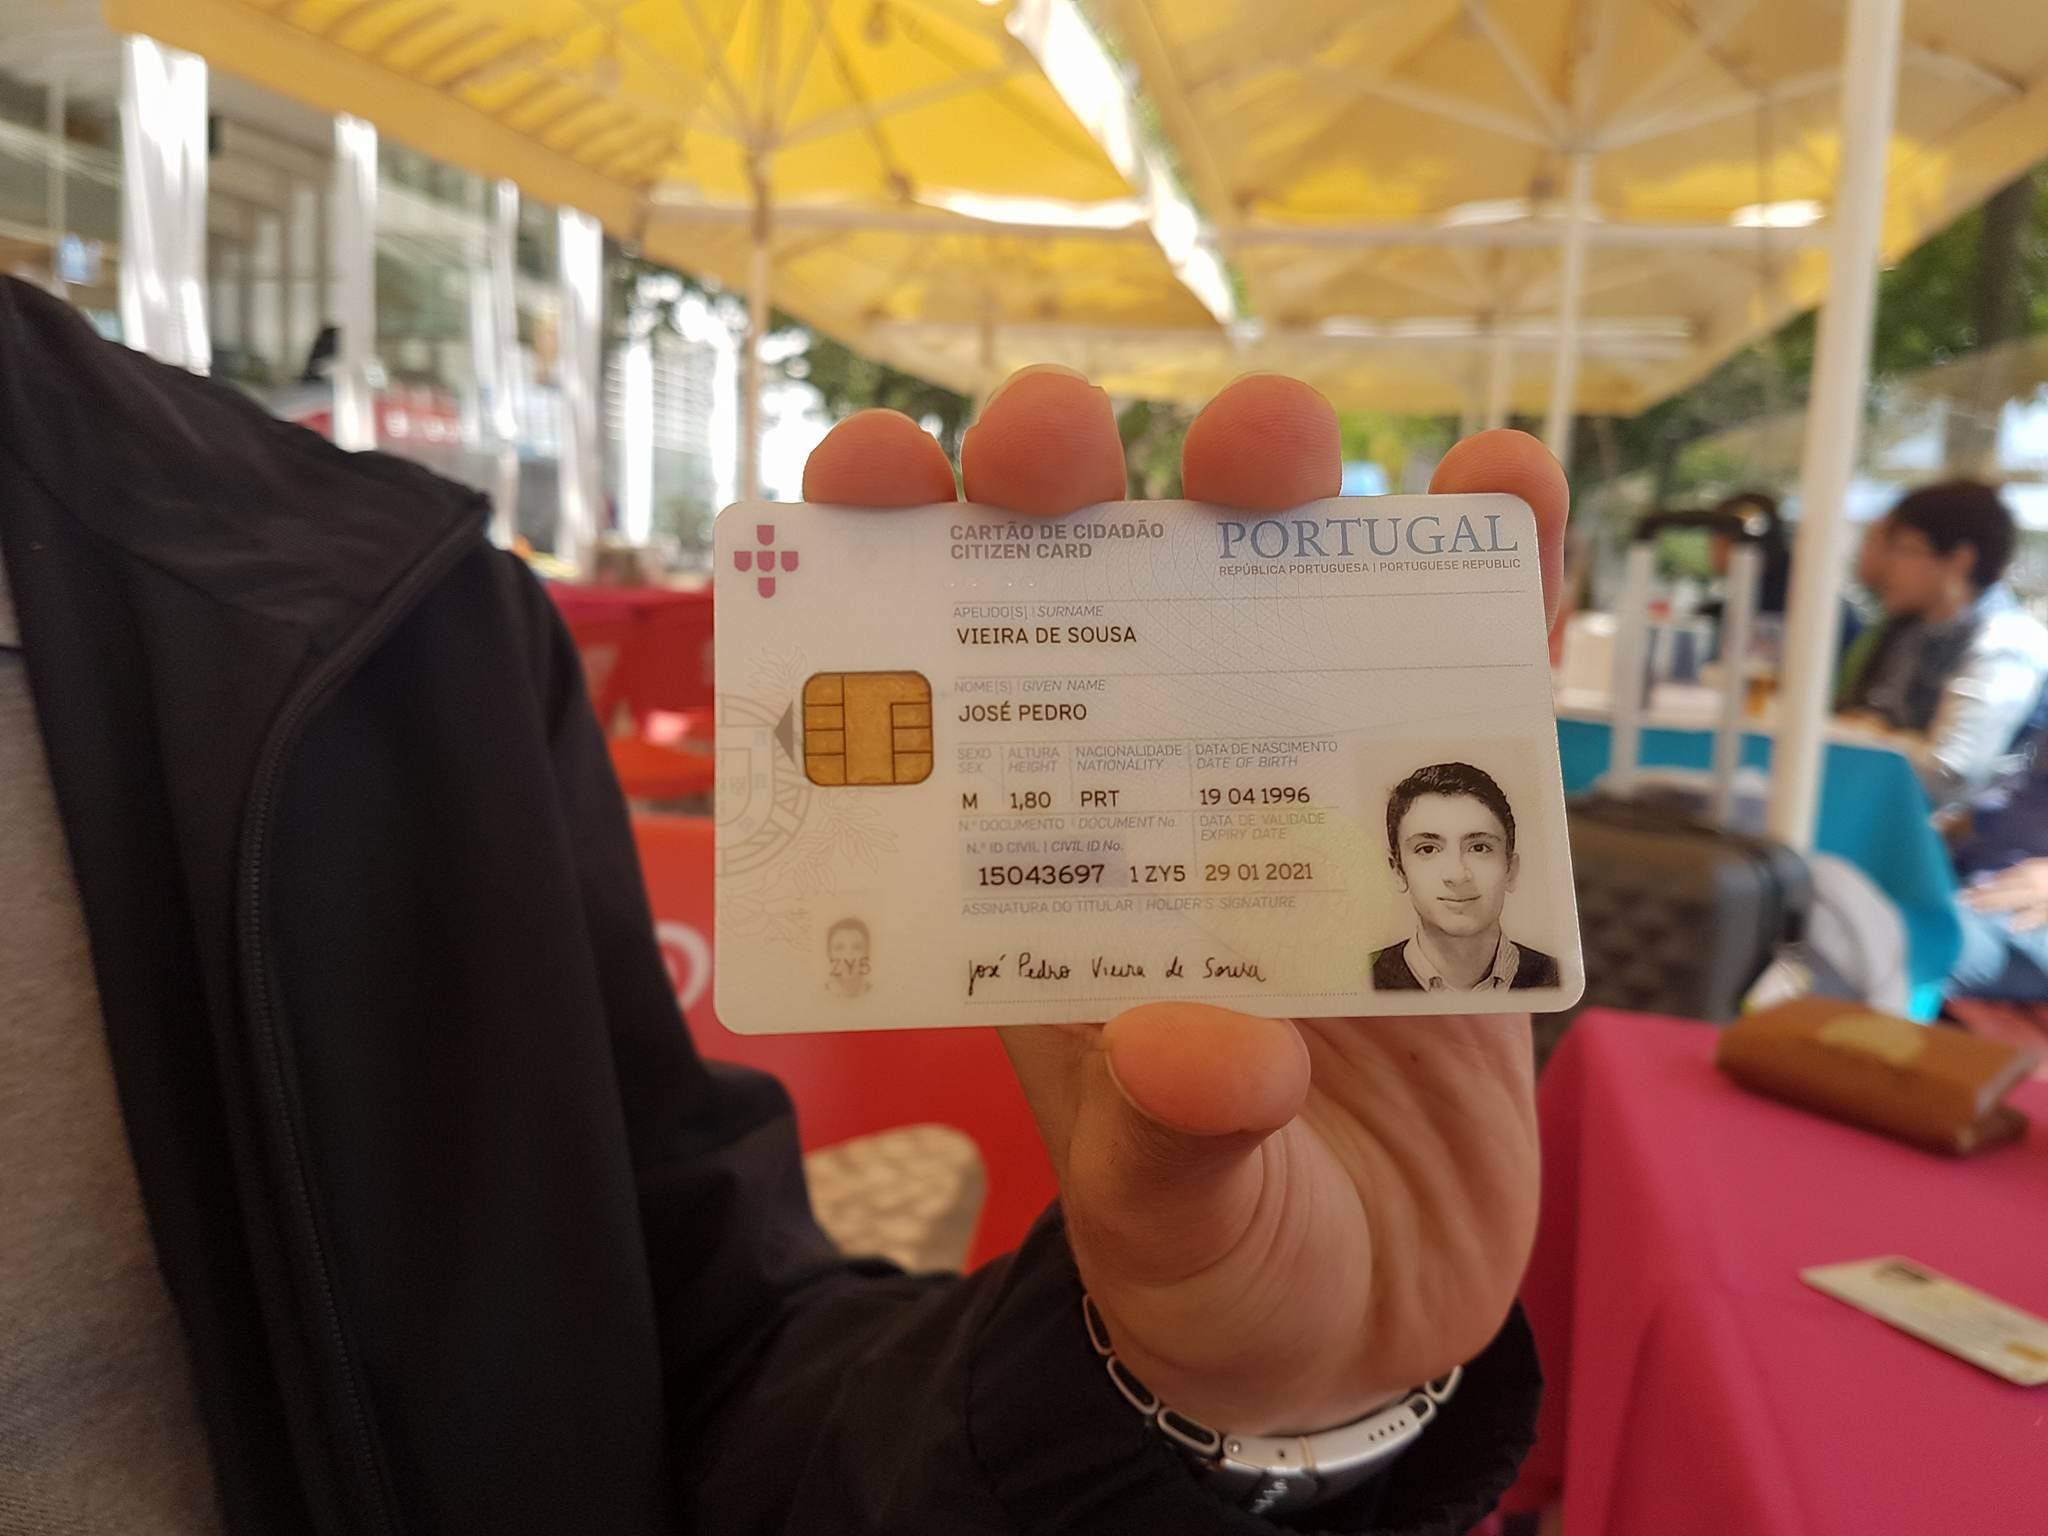 CARTÃO DE CIDADÃO
CITIZEN CARD
PORTUGAL
REPÚBLICA PORTUGUESA | PORTUGUESE REPUBLIC
APELIDO[S] | SURNAME
VIEIRA DE SOUSA
NOME[S] | GIVEN NAME
JOSÉ PEDRO
SEXO ALTURA NACIONALIDADE DATA DE NASCIMENTO
SEX HEIGHT NATIONALITY DATE OF BIRTH
M 1,80 PRT 19 04 1996
N.º DOCUMENTO | DOCUMENT No. DATA DE VALIDADE
EXPIRY DATE
N.º ID CIVIL | CIVIL ID No.
15043697 1 ZY5 29 01 2021
ASSINATURA DO TITULAR | HOLDER'S SIGNATURE
José Pedro Vieira de Sousa
ZY5